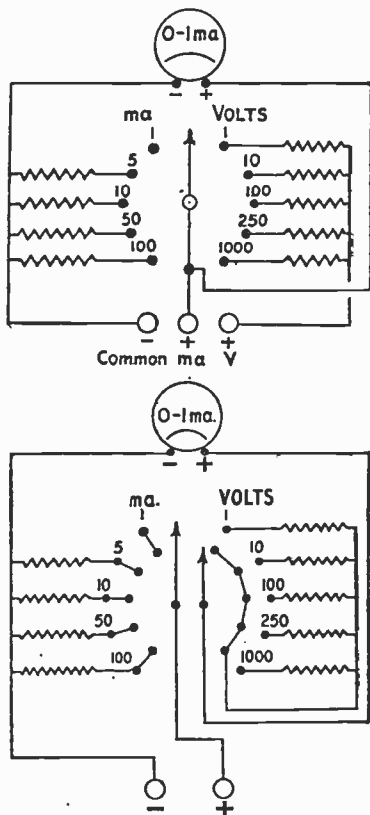 0-1ma
- +
ma VOLTS
1 1
5 10
10 100
50 250
100 1000
- + +
Common ma V
0-1ma.
- +
ma. VOLTS
1 1
5 10
10 100
50 250
100 1000
- +